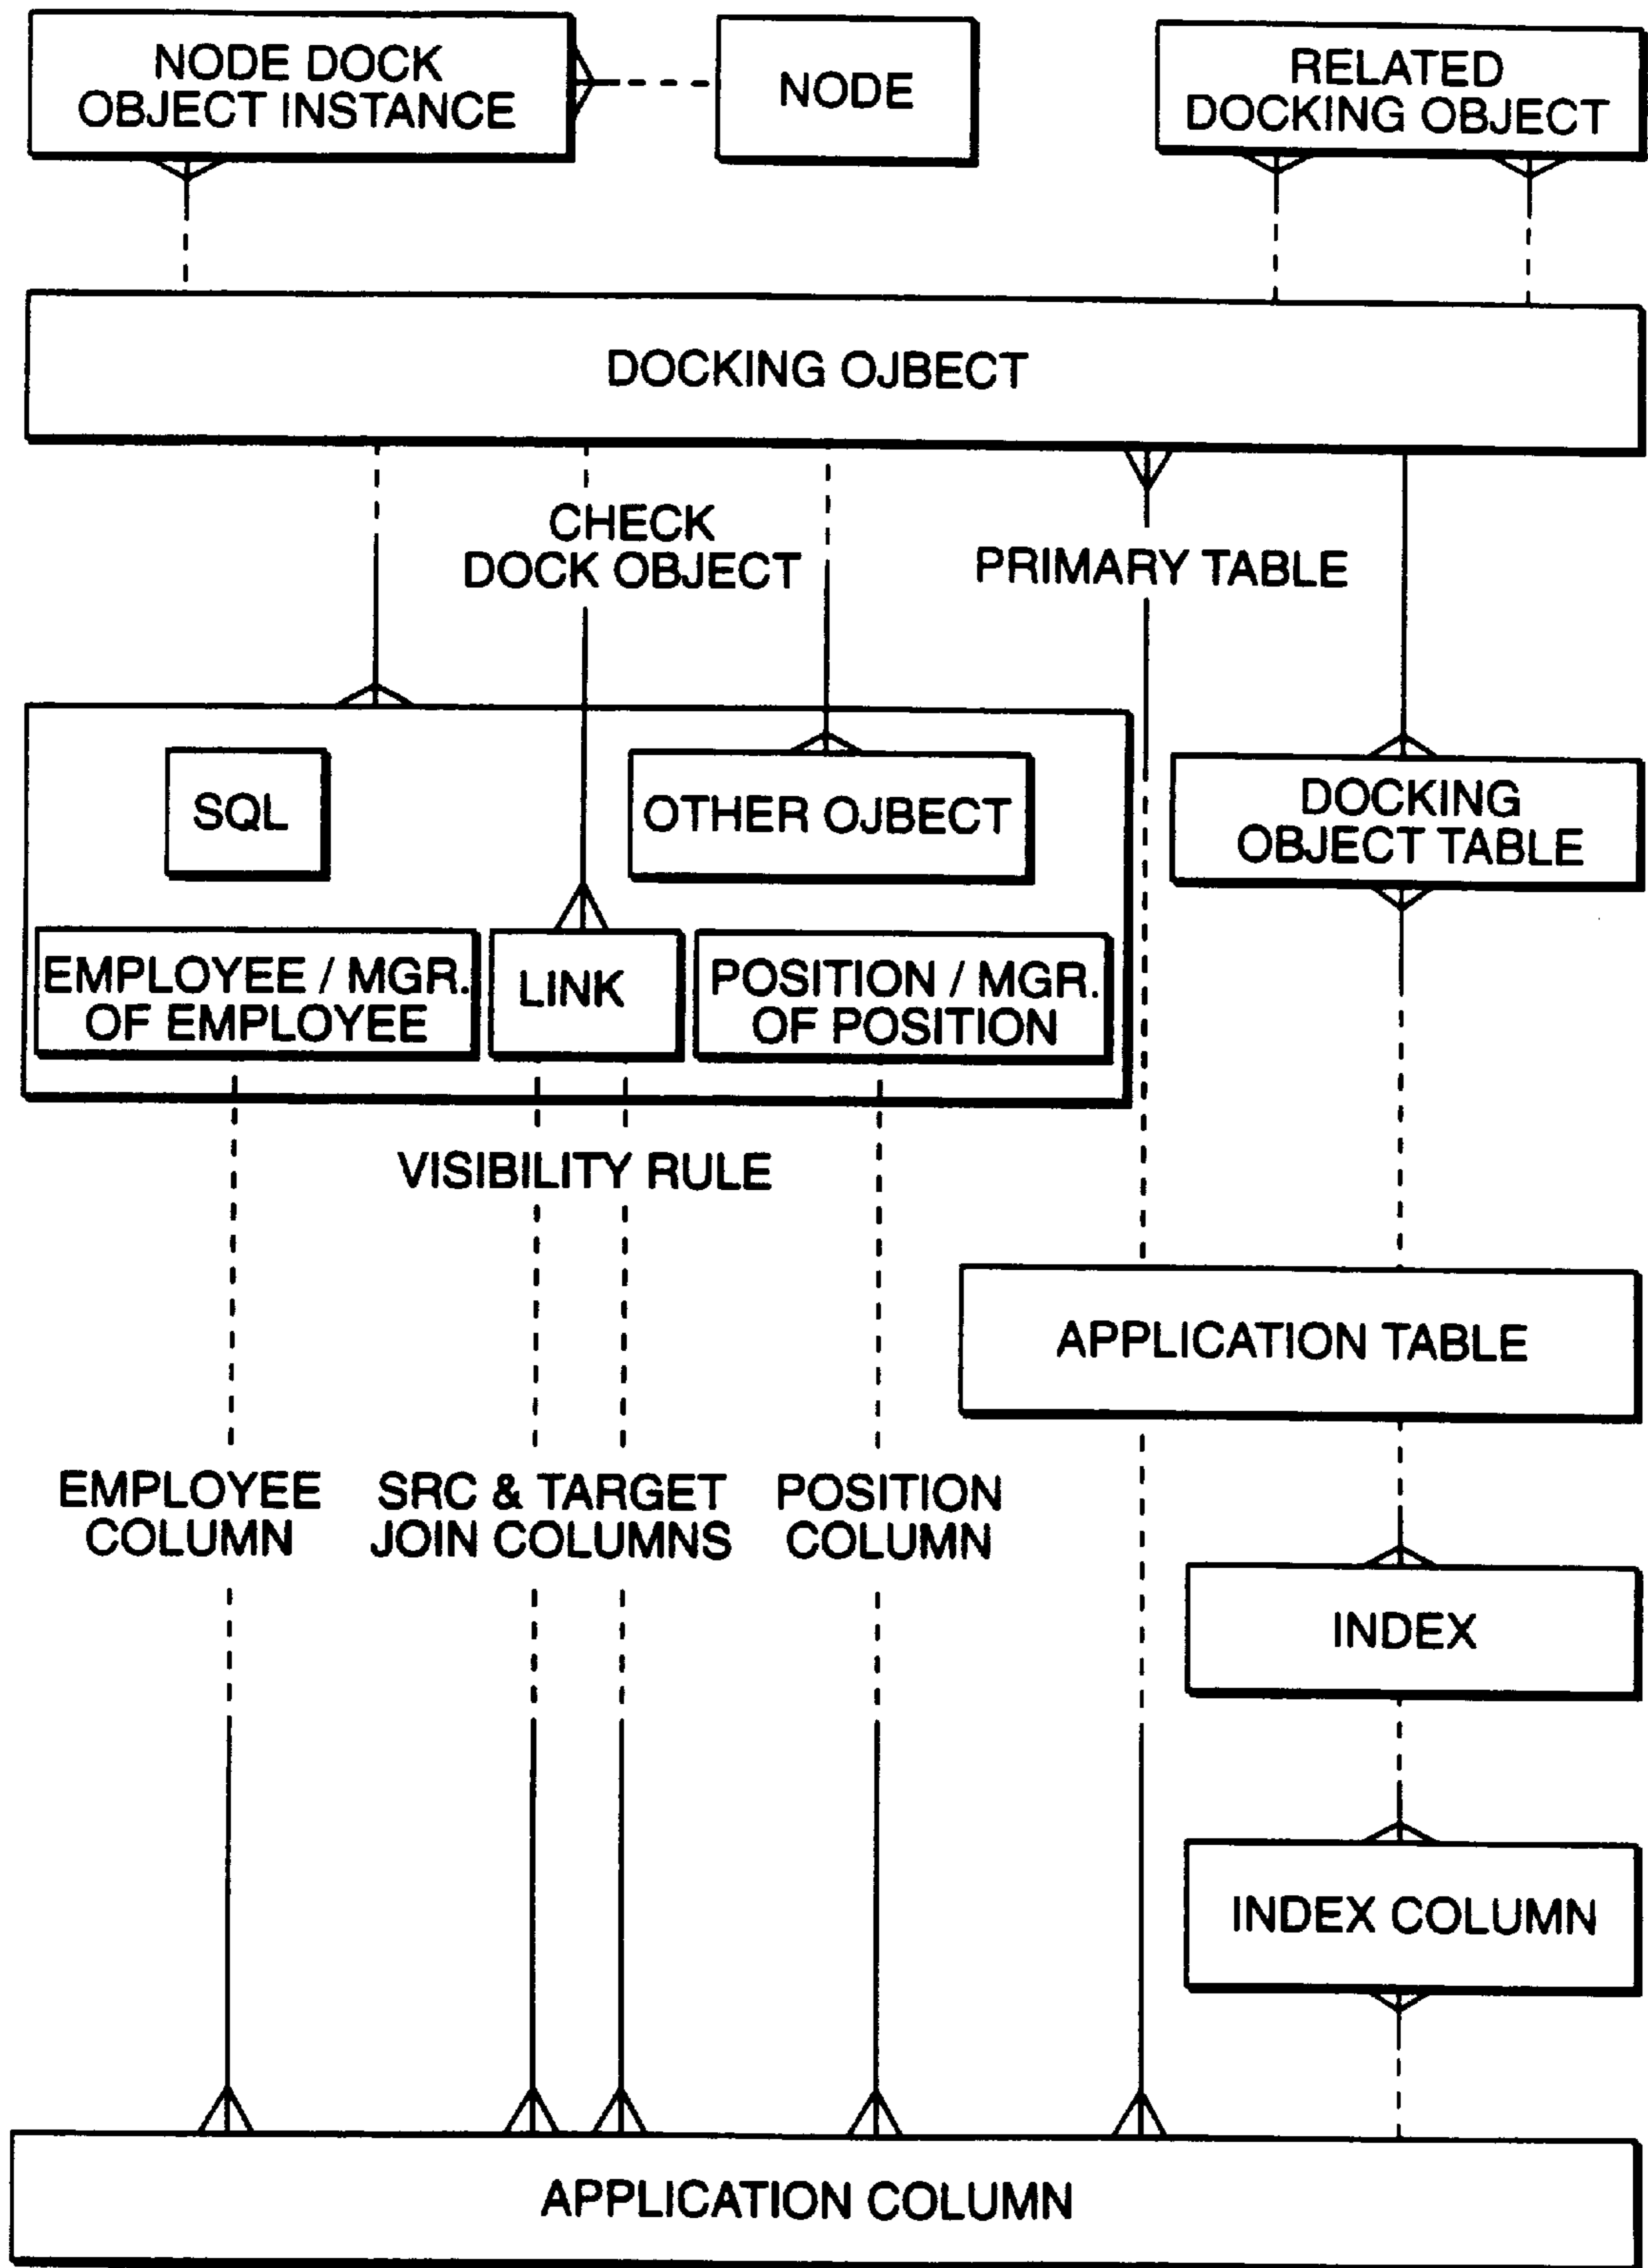 NODE DOCK
OBJECT INSTANCE
NODE
RELATED
DOCKING OBJECT
DOCKING OJBECT
CHECK
DOCK OBJECT
PRIMARY TABLE
SQL
OTHER OJBECT
DOCKING
OBJECT TABLE
EMPLOYEE / MGR.
OF EMPLOYEE
LINK
POSITION / MGR.
OF POSITION
VISIBILITY RULE
APPLICATION TABLE
EMPLOYEE
COLUMN
SRC & TARGET
JOIN COLUMNS
POSITION
COLUMN
INDEX
INDEX COLUMN
APPLICATION COLUMN